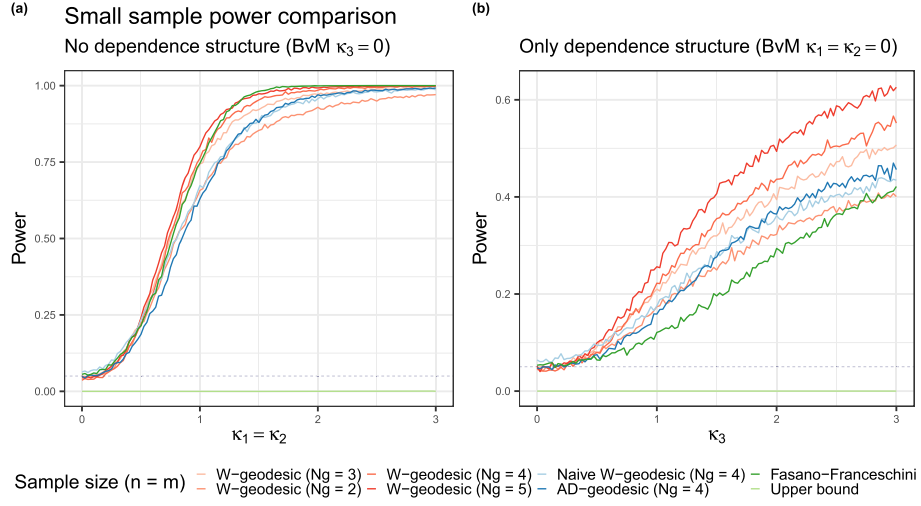 (a)
Small sample power comparison
No dependence structure (BvM κ3 = 0)
Power
1.00
0.75
0.50
0.25
0.00
0
1
2
3
κ1 = κ2
(b)
Only dependence structure (BvM κ1 = κ2 = 0)
Power
0.6
0.4
0.2
0.0
0
1
2
3
κ3
Sample size (n = m)
W−geodesic (Ng = 3)
W−geodesic (Ng = 2)
W−geodesic (Ng = 4)
W−geodesic (Ng = 5)
Naive W−geodesic (Ng = 4)
AD−geodesic (Ng = 4)
Fasano−Franceschini
Upper bound